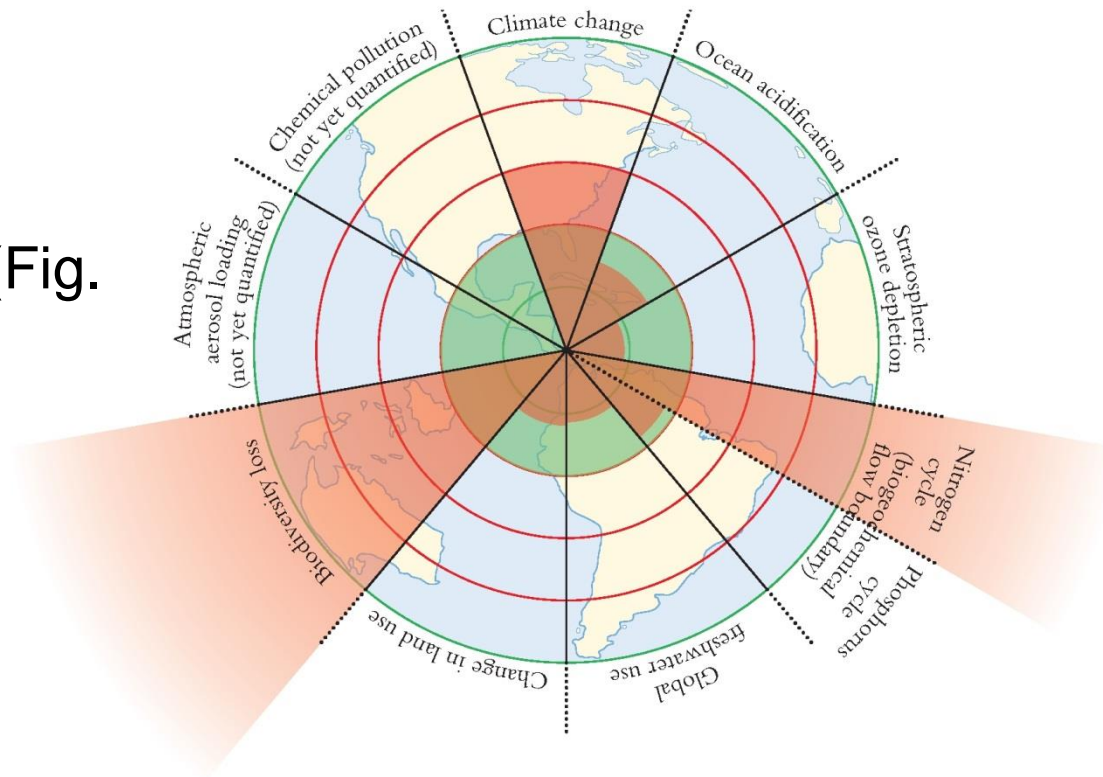 Climate change
Ocean acidification
Stratospheric
ozone depletion
Nitrogen
cycle
(biogeochemical
flow boundary)
Phosphorus
cycle
Global
freshwater use
Change in land use
Biodiversity loss
Atmospheric
aerosol loading
(not yet quantified)
Chemical pollution
(not yet quantified)
(Fig.